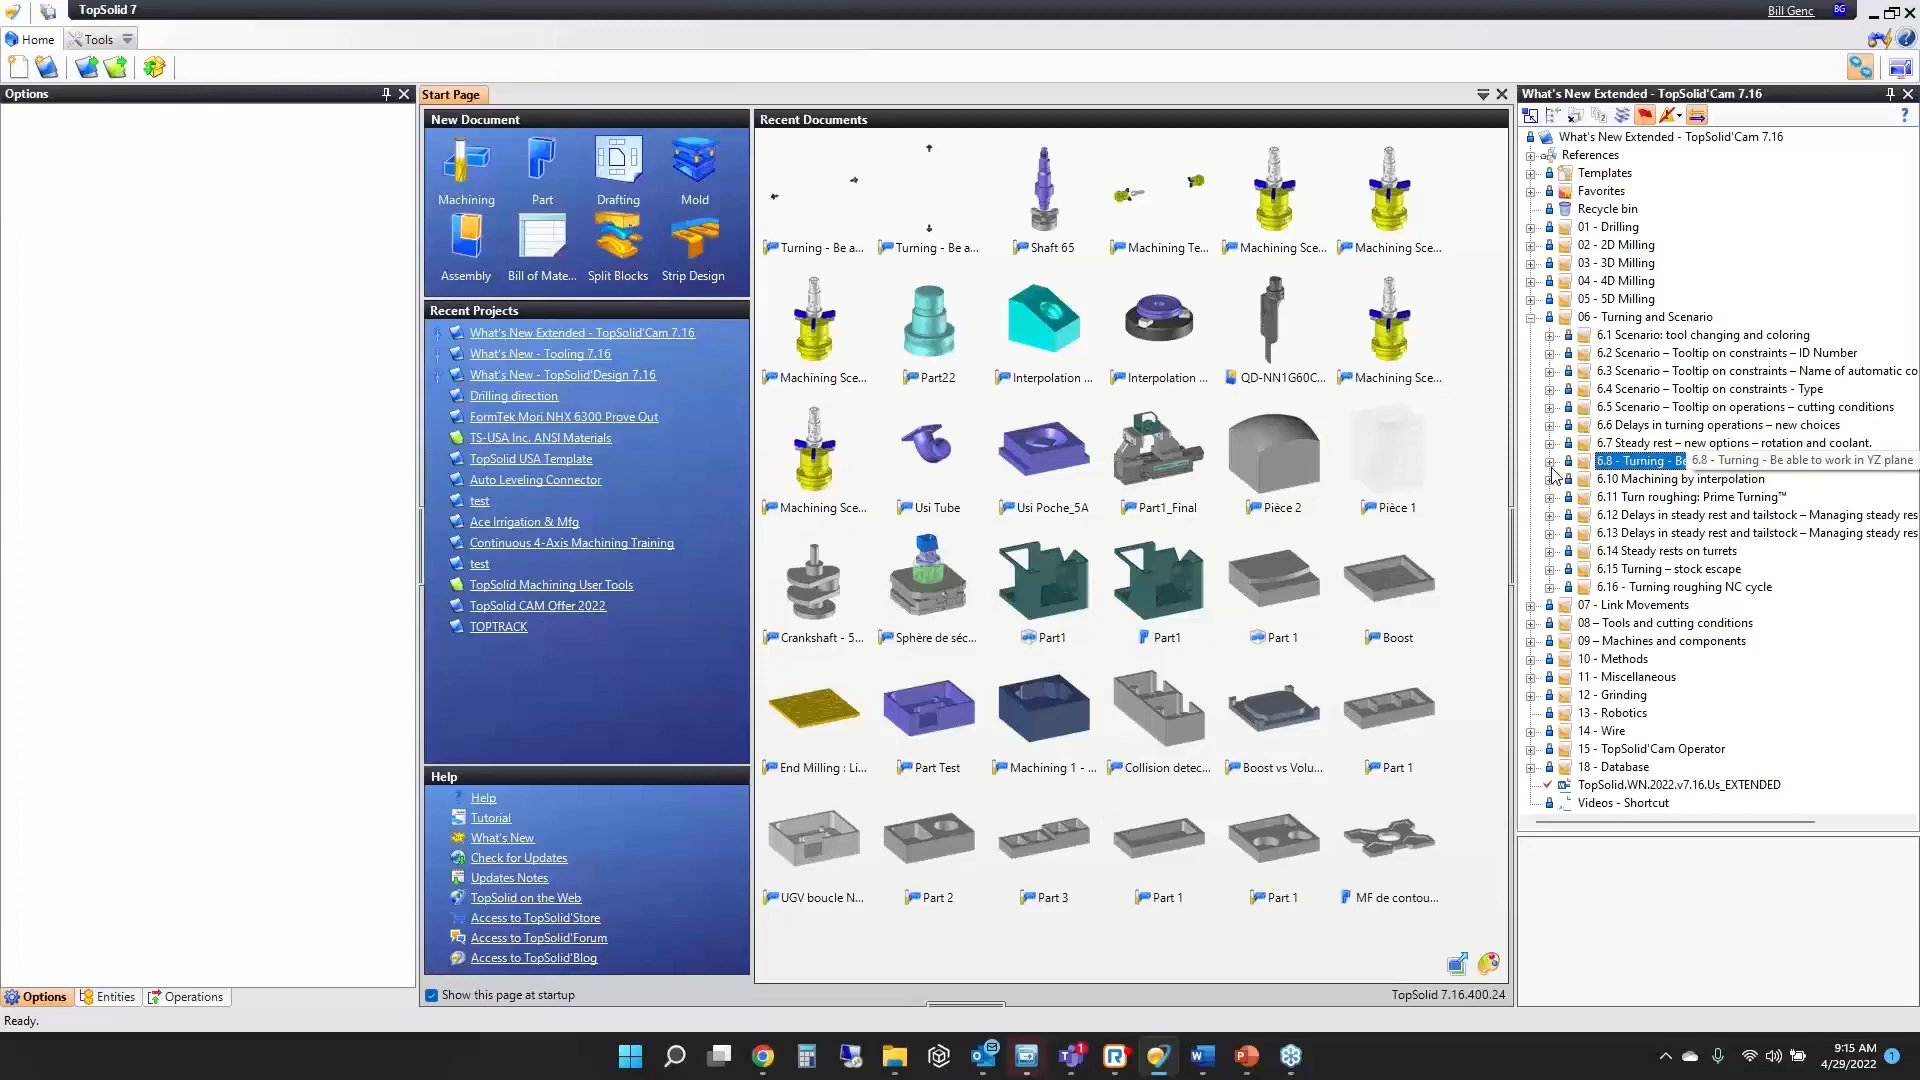 TopSolid 7
Bill Genc
BG
Home
Tools
Options
Start Page
New Document
Machining
Part
Drafting
Mold
Assembly
Bill of Mate...
Split Blocks
Strip Design
Recent Projects
What's New Extended - TopSolid'Cam 7.16
What's New - Tooling 7.16
What's New - TopSolid'Design 7.16
Drilling direction
FormTek Mori NHX 6300 Prove Out
TS-USA Inc. ANSI Materials
TopSolid USA Template
Auto Leveling Connector
test
Ace Irrigation & Mfg
Continuous 4-Axis Machining Training
test
TopSolid Machining User Tools
TopSolid CAM Offer 2022
TOPTRACK
Help
Help
Tutorial
What's New
Check for Updates
Updates Notes
TopSolid on the Web
Access to TopSolid'Store
Access to TopSolid'Forum
Access to TopSolid'Blog
Show this page at startup
Recent Documents
Turning - Be a...
Turning - Be a...
Shaft 65
Machining Te...
Machining Sce...
Machining Sce...
Machining Sce...
Part22
Interpolation ...
Interpolation ...
QD-NN1G60C...
Machining Sce...
Machining Sce...
Usi Tube
Usi Poche_5A
Part1_Final
Pièce 2
Pièce 1
Crankshaft - 5...
Sphère de séc...
Part1
Part1
Part 1
Boost
End Milling : Li...
Part Test
Machining 1 - ...
Collision detec...
Boost vs Volu...
Part 1
UGV boucle N...
Part 2
Part 3
Part 1
Part 1
MF de contou...
TopSolid 7.16.400.24
What's New Extended - TopSolid'Cam 7.16
What's New Extended - TopSolid'Cam 7.16
References
Templates
Favorites
Recycle bin
01 - Drilling
02 - 2D Milling
03 - 3D Milling
04 - 4D Milling
05 - 5D Milling
06 - Turning and Scenario
6.1 Scenario: tool changing and coloring
6.2 Scenario – Tooltip on constraints – ID Number
6.3 Scenario – Tooltip on constraints – Name of automatic co
6.4 Scenario – Tooltip on constraints - Type
6.5 Scenario – Tooltip on operations – cutting conditions
6.6 Delays in turning operations – new choices
6.7 Steady rest – new options – rotation and coolant.
6.8 - Turning - Be
6.8 - Turning - Be able to work in YZ plane
6.10 Machining by interpolation
6.11 Turn roughing: Prime Turning™
6.12 Delays in steady rest and tailstock – Managing steady res
6.13 Delays in steady rest and tailstock – Managing steady res
6.14 Steady rests on turrets
6.15 Turning – stock escape
6.16 - Turning roughing NC cycle
07 - Link Movements
08 – Tools and cutting conditions
09 – Machines and components
10 - Methods
11 - Miscellaneous
12 - Grinding
13 - Robotics
14 - Wire
15 - TopSolid'Cam Operator
18 - Database
TopSolid.WN.2022.v7.16.Us_EXTENDED
Videos - Shortcut
Options
Entities
Operations
Ready.
9:15 AM
4/29/2022
1